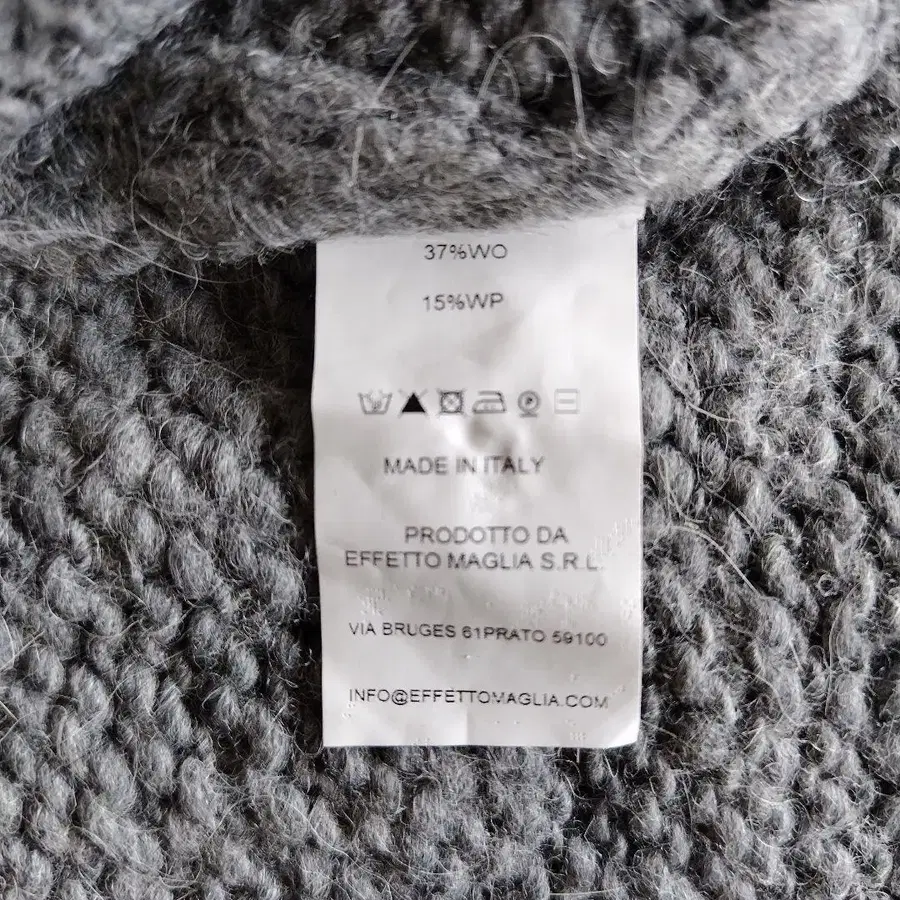 37%WO
15%WP
MADE IN ITALY
PRODOTTO DA
EFFETTO MAGLIA S.R.L.
VIA BRUGES 61PRATO 59100
INFO@EFFETTOMAGLIA.COM